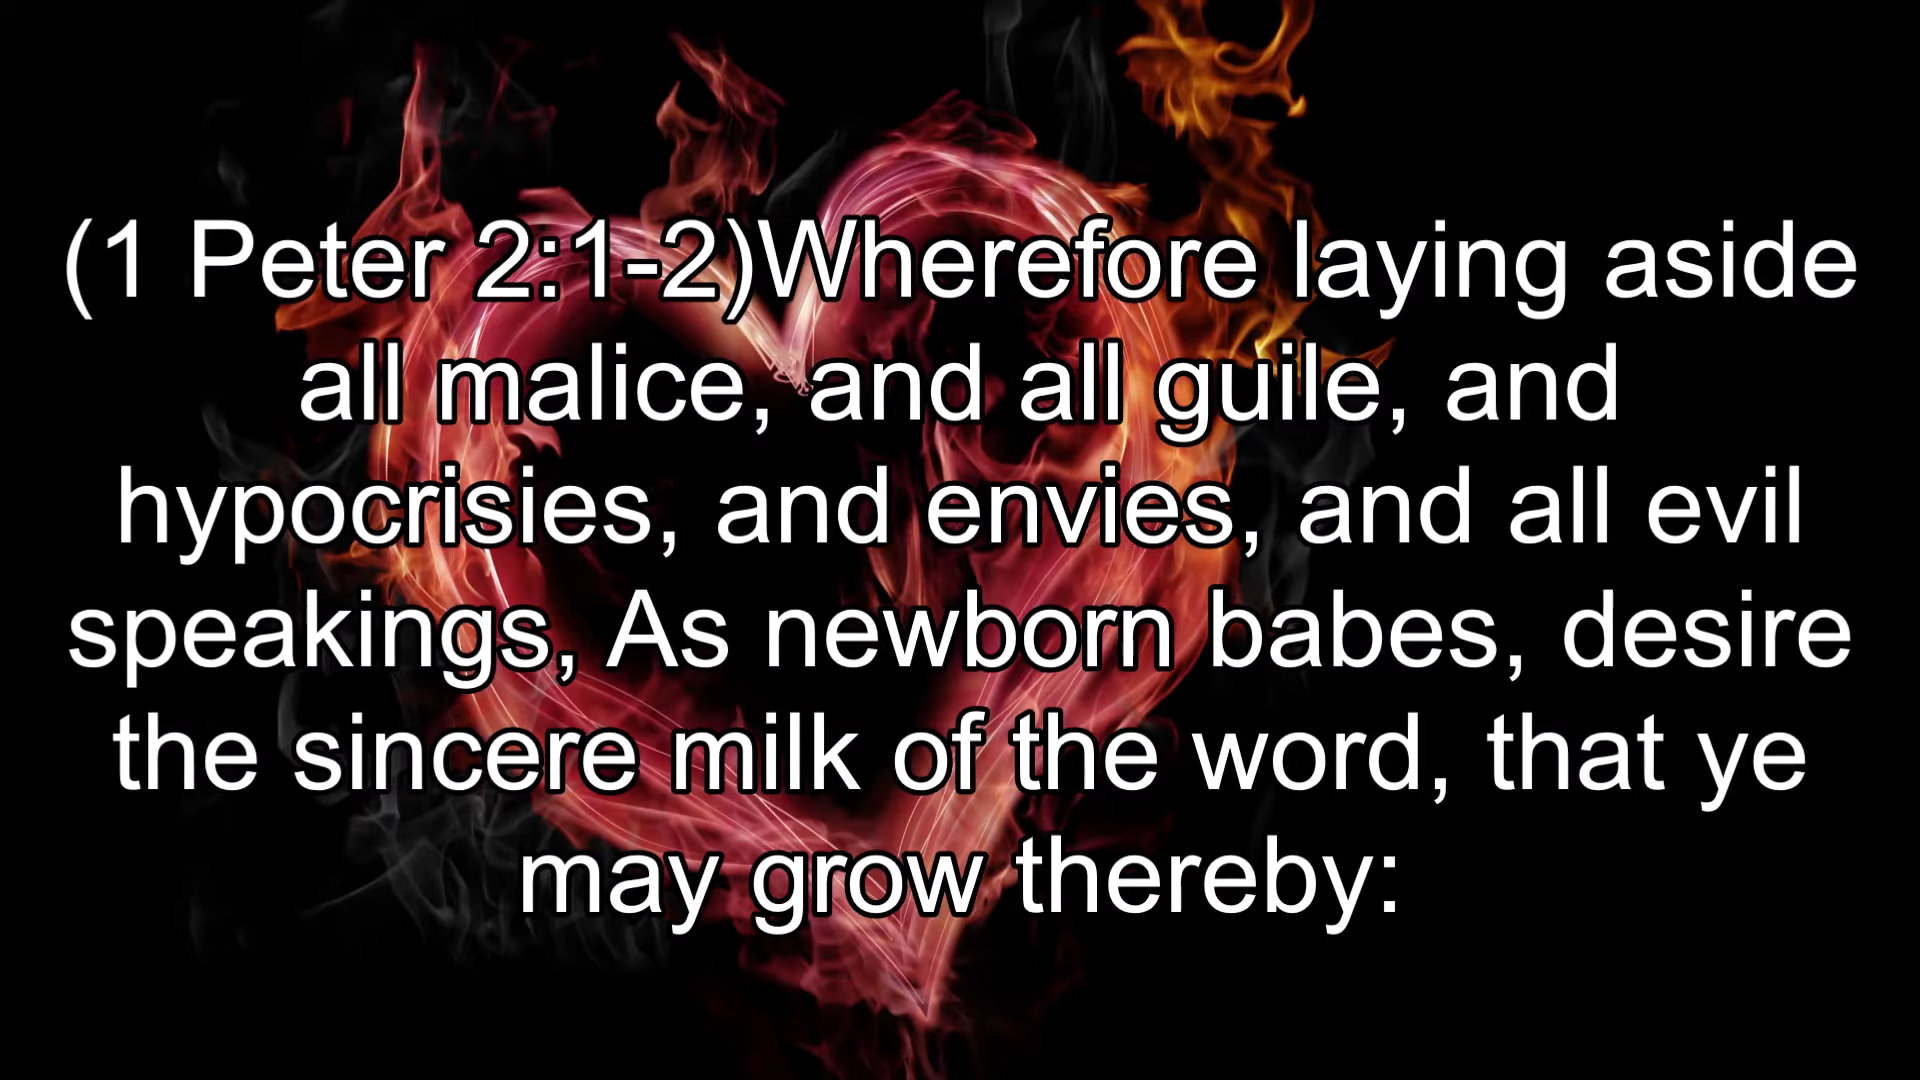 (1 Peter 2:1-2)Wherefore laying aside
all malice, and all guile, and
hypocrisies, and envies, and all evil
speakings, As newborn babes, desire
the sincere milk of the word, that ye
may grow thereby: